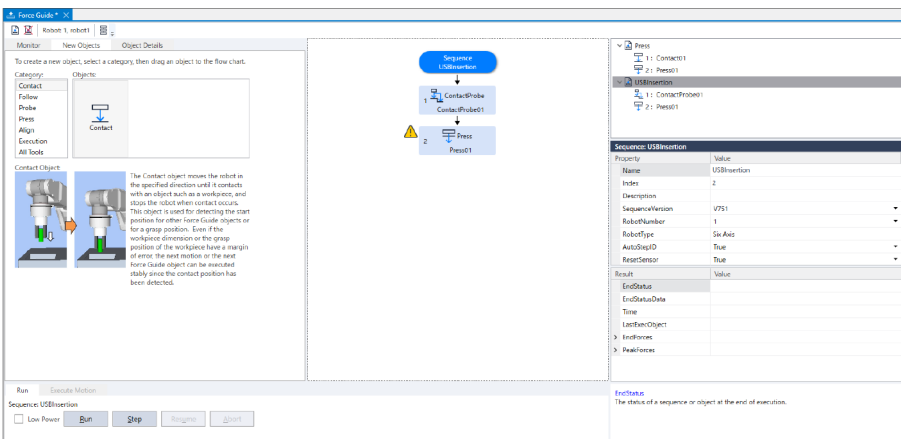 Force Guide *
Robot: 1, robot1
Monitor New Objects Object Details
To create a new object, select a category, then drag an object to the flow chart.
Category: Objects:
Contact
Follow
Probe
Press
Align
Execution
All Tools
Contact
Contact Object:
The Contact object moves the robot in
the specified direction until it contacts
with an object such as a workpiece, and
stops the robot when contact occurs.
This object is used for detecting the start
position for other Force Guide objects or
for a grasp position. Even if the
workpiece dimension or the grasp
position of the workpiece have a margin
of error, the next motion or the next
Force Guide object can be executed
stably since the contact position has
been detected.
Sequence
USBInsertion
1 ContactProbe
ContactProbe01
2 Press
Press01
Press
1 : Contact01
2 : Press01
USBInsertion
1 : ContactProbe01
2 : Press01
Sequence: USBInsertion
Property Value
Name USBInsertion
Index 2
Description
SequenceVersion V751
RobotNumber 1
RobotType Six Axis
AutoStepID True
ResetSensor True
Result Value
EndStatus
EndStatusData
Time
LastExecObject
EndForces
PeakForces
EndStatus
The status of a sequence or object at the end of execution.
Run Execute Motion
Sequence: USBInsertion
Low Power Run Step Resume Abort